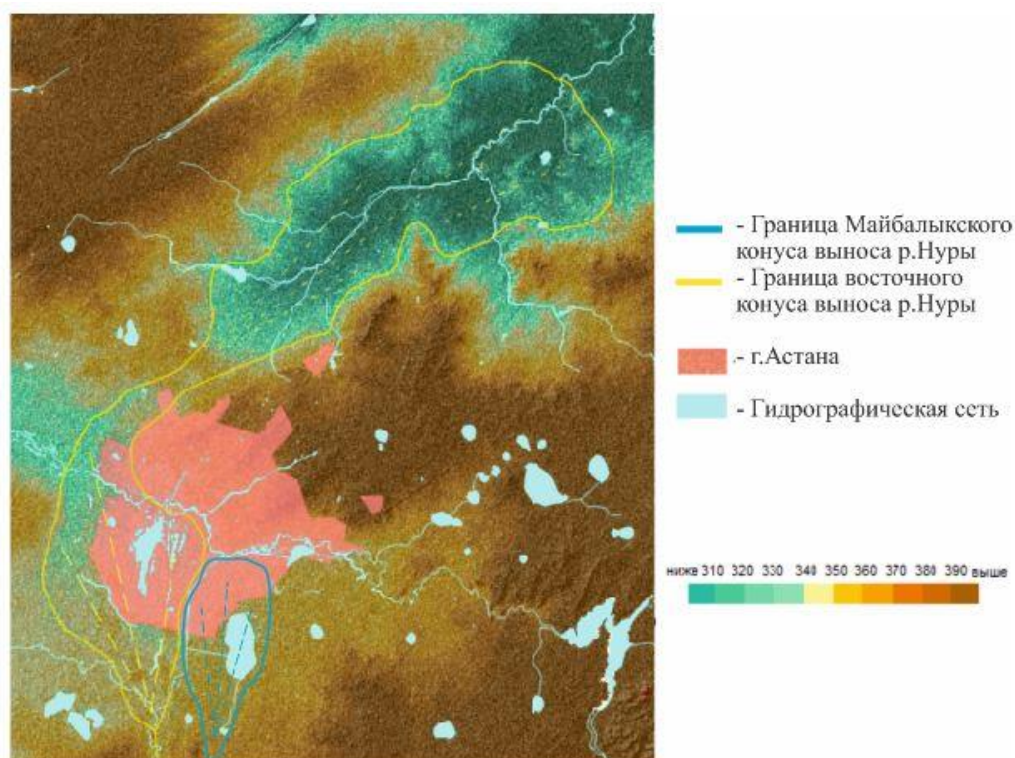 - Граница Майбалыкского
конуса выноса р.Нуры
- Граница восточного
конуса выноса р.Нуры
- г.Астана
- Гидрографическая сеть
ниже 310 320 330 340 350 360 370 380 390 выше